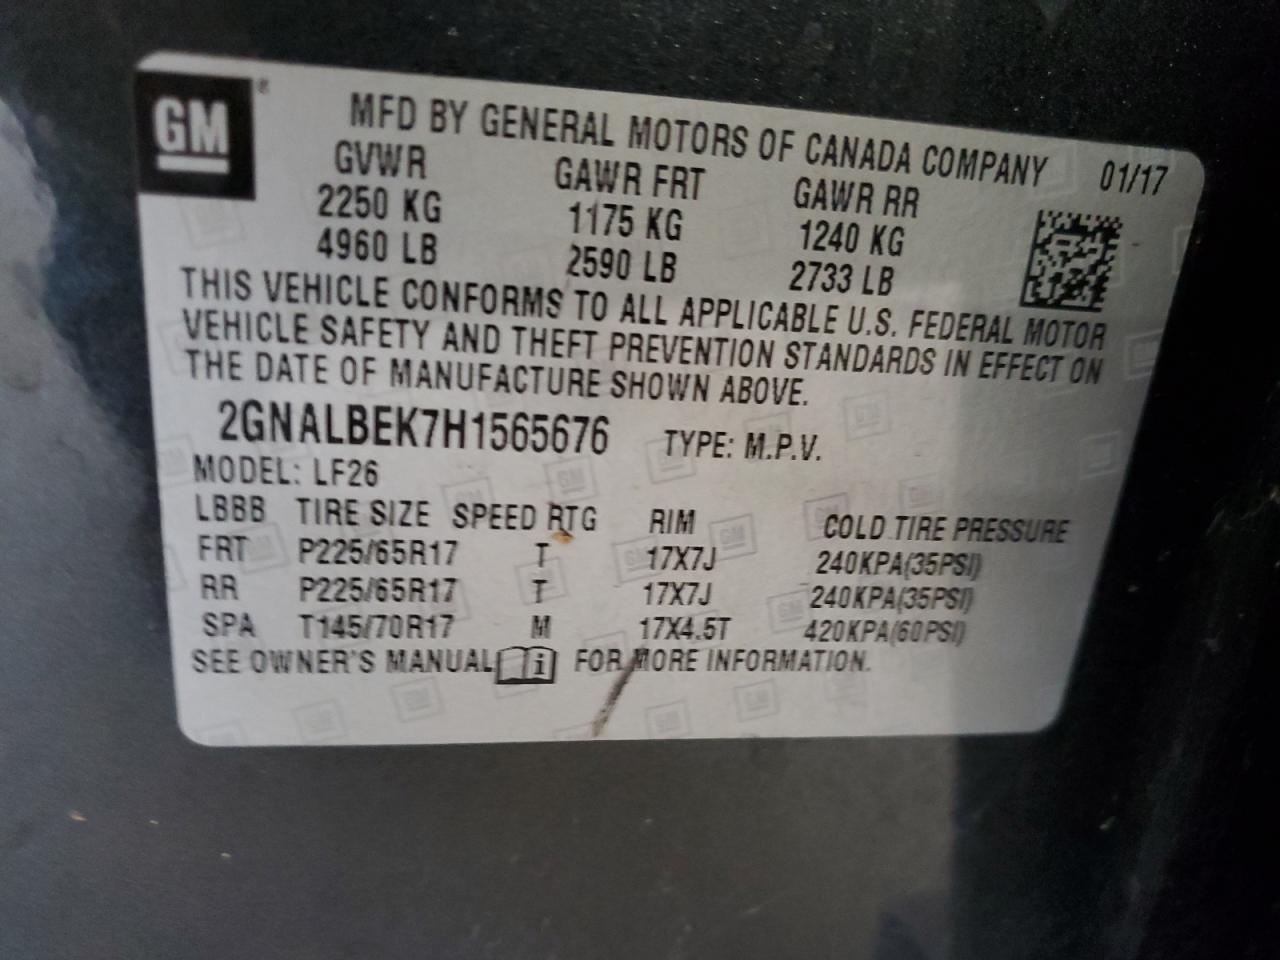 GM
MFD BY GENERAL MOTORS OF CANADA COMPANY 01/17
GVWR GAWR FRT GAWR RR
2250 KG 1175 KG 1240 KG
4960 LB 2590 LB 2733 LB
THIS VEHICLE CONFORMS TO ALL APPLICABLE U.S. FEDERAL MOTOR
VEHICLE SAFETY AND THEFT PREVENTION STANDARDS IN EFFECT ON
THE DATE OF MANUFACTURE SHOWN ABOVE.
2GNALBEK7H1565676 TYPE: M.P.V.
MODEL: LF26
LBBB TIRE SIZE SPEED RTG RIM COLD TIRE PRESSURE
FRT P225/65R17 T 17X7J 240KPA(35PSI)
RR P225/65R17 T 17X7J 240KPA(35PSI)
SPA T145/70R17 M 17X4.5T 420KPA(60PSI)
SEE OWNER'S MANUAL i FOR MORE INFORMATION.